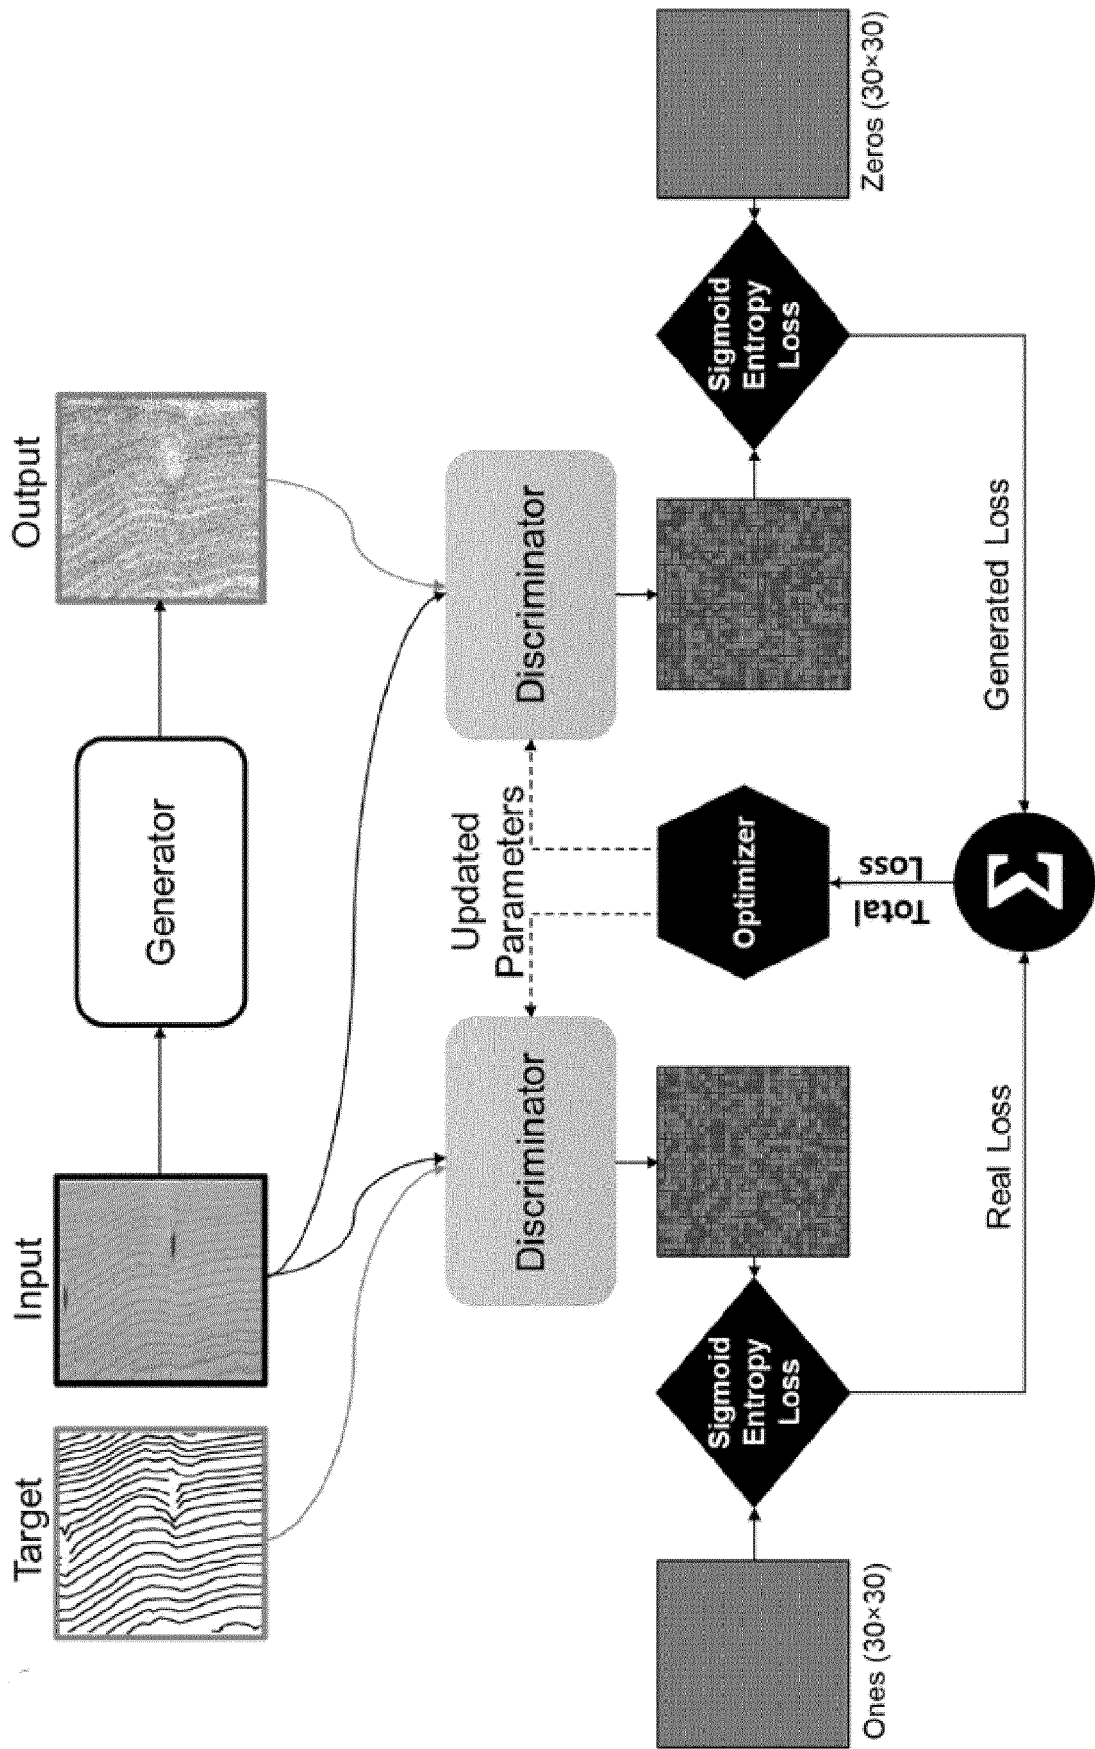 Target
Input
Output
Generator
Discriminator
Updated
Parameters
Discriminator
Ones (30×30)
Sigmoid
Entropy
Loss
Optimizer
Sigmoid
Entropy
Loss
Zeros (30×30)
Real Loss
Total
Loss
Generated Loss
Σ